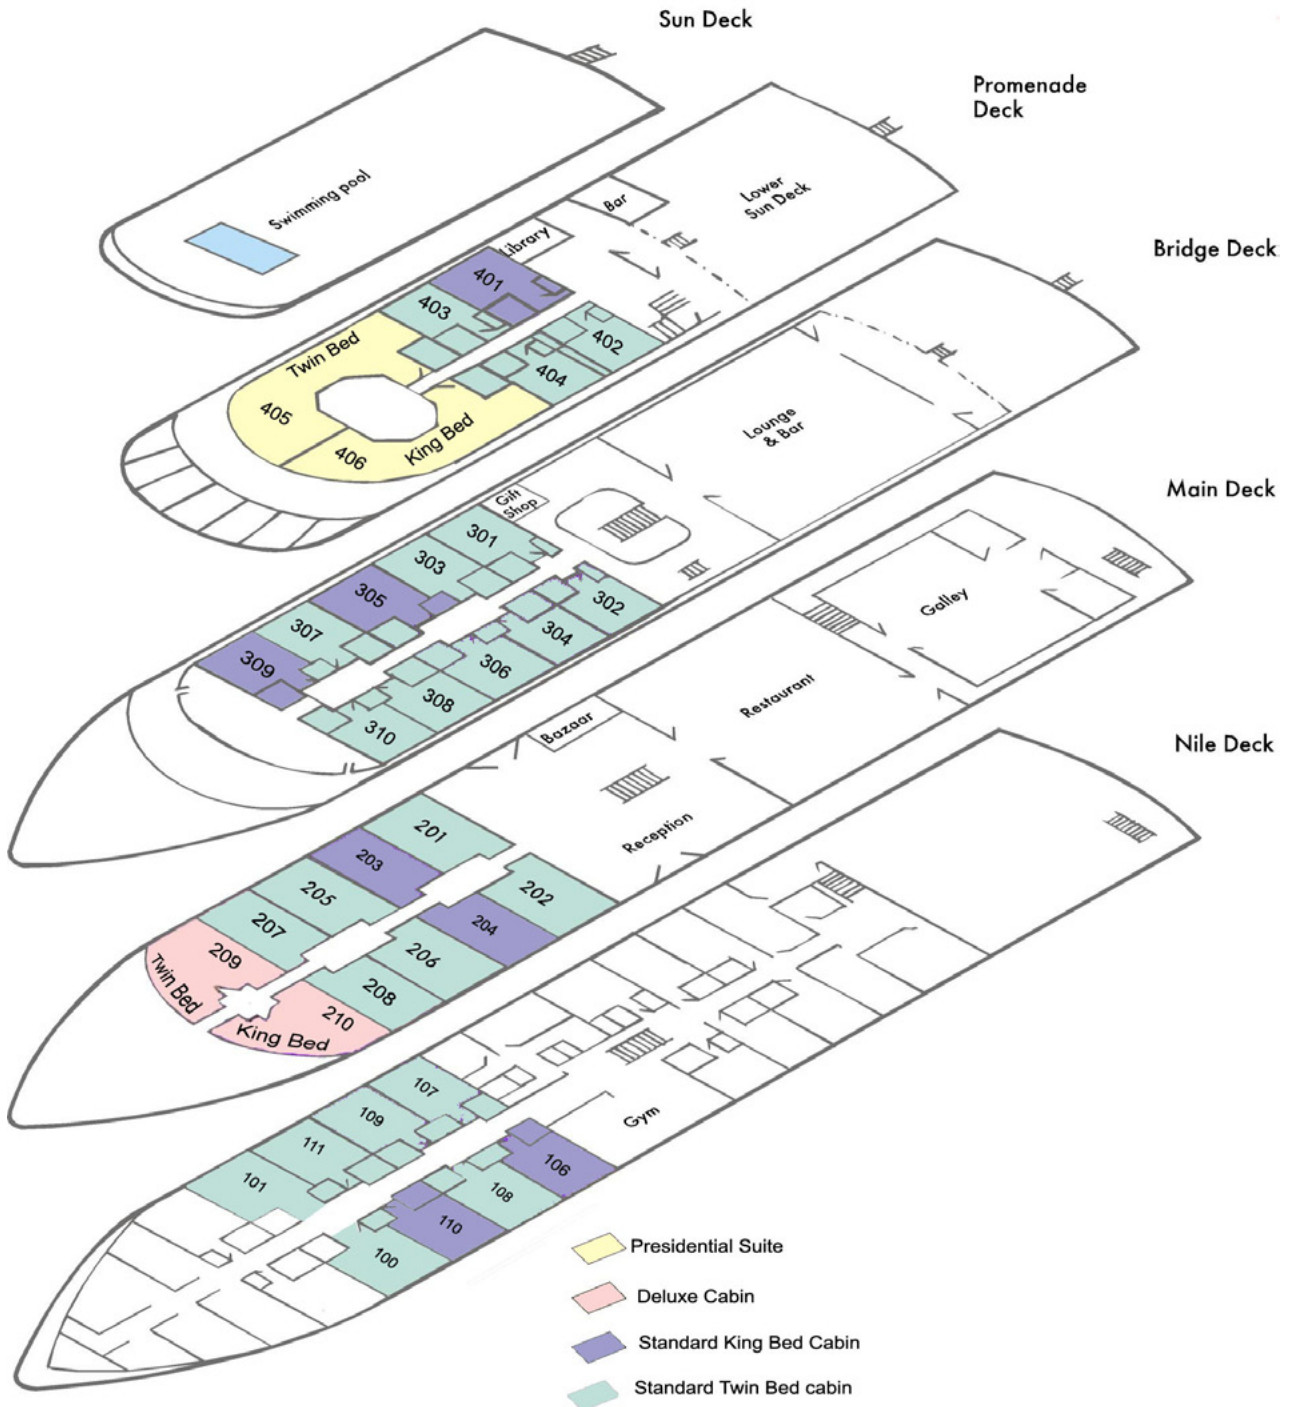 Sun Deck
Promenade
Deck
Bridge Deck
Main Deck
Nile Deck
Swimming pool
Bar
Lower
Sun Deck
Library
401
403
402
404
Twin Bed
405
406
King Bed
Lounge
& Bar
Gift
Shop
301
303
305
307
309
302
304
306
308
310
Galley
Restaurant
Bazaar
Reception
201
203
205
207
209
Twin Bed
202
204
206
208
210
King Bed
Gym
107
109
111
101
106
108
110
100
Presidential Suite
Deluxe Cabin
Standard King Bed Cabin
Standard Twin Bed cabin